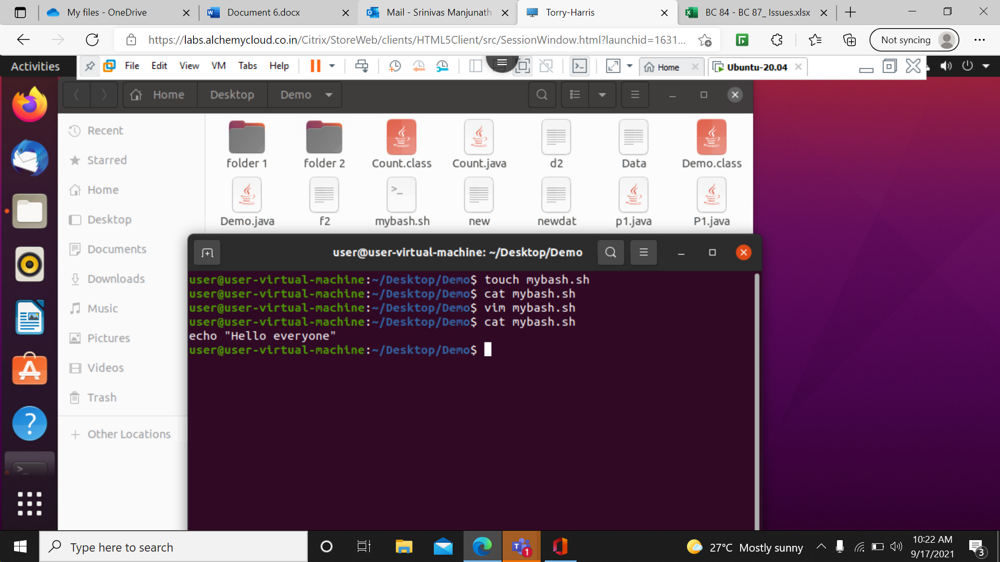 My files - OneDrive
Document 6.docx
Mail - Srinivas Manjunath
Torry-Harris
BC 84 - BC 87_ Issues.xlsx
https://labs.alchemycloud.co.in/Citrix/StoreWeb/clients/HTML5Client/src/SessionWindow.html?launchid=1631...
Not syncing
Activities
File Edit View VM Tabs Help
Home
Ubuntu-20.04
Home Desktop Demo
Recent
Starred
Home
Desktop
Documents
Downloads
Music
Pictures
Videos
Trash
Other Locations
folder 1 folder 2 Count.class Count.java d2 Data Demo.class
Demo.java f2 mybash.sh new newdat p1.java P1.java
user@user-virtual-machine: ~/Desktop/Demo
user@user-virtual-machine:~/Desktop/Demo$ touch mybash.sh
user@user-virtual-machine:~/Desktop/Demo$ cat mybash.sh
user@user-virtual-machine:~/Desktop/Demo$ vim mybash.sh
user@user-virtual-machine:~/Desktop/Demo$ cat mybash.sh
echo "Hello everyone"
user@user-virtual-machine:~/Desktop/Demo$
Type here to search
27°C Mostly sunny
10:22 AM
9/17/2021
1
3